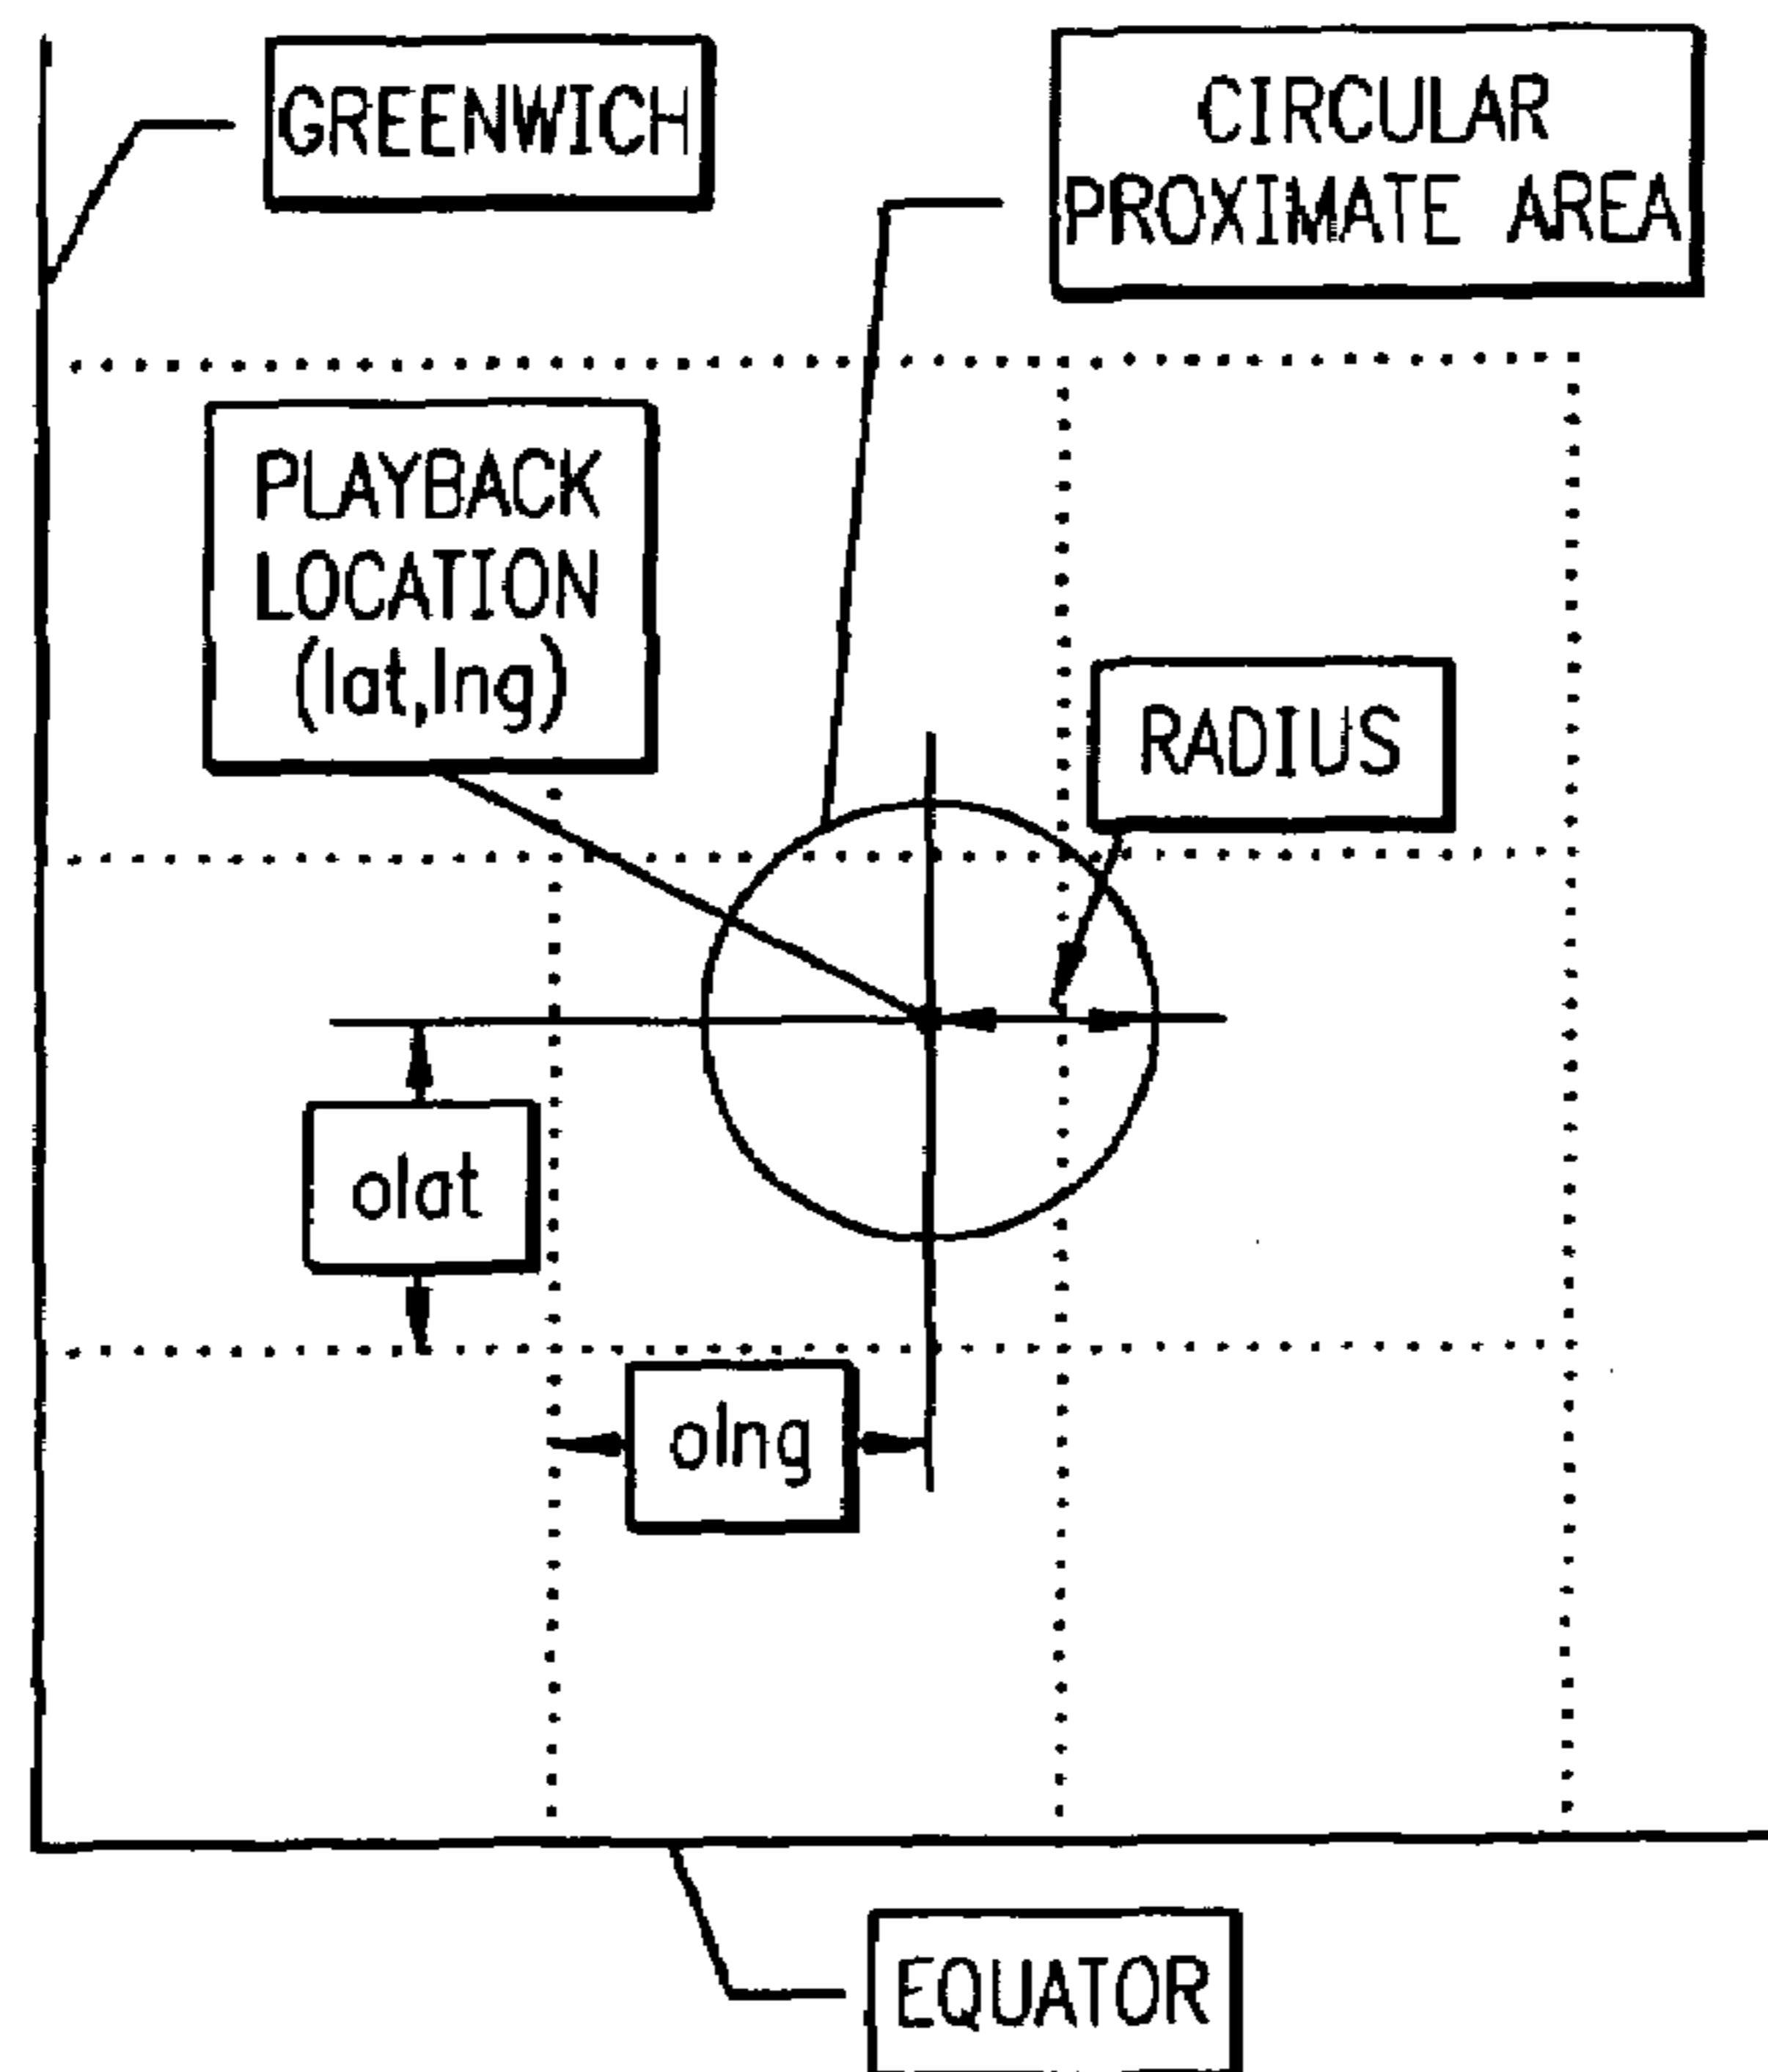 GREENWICH
CIRCULAR
PROXIMATE AREA
PLAYBACK
LOCATION
(lat,lng)
RADIUS
olat
olng
EQUATOR